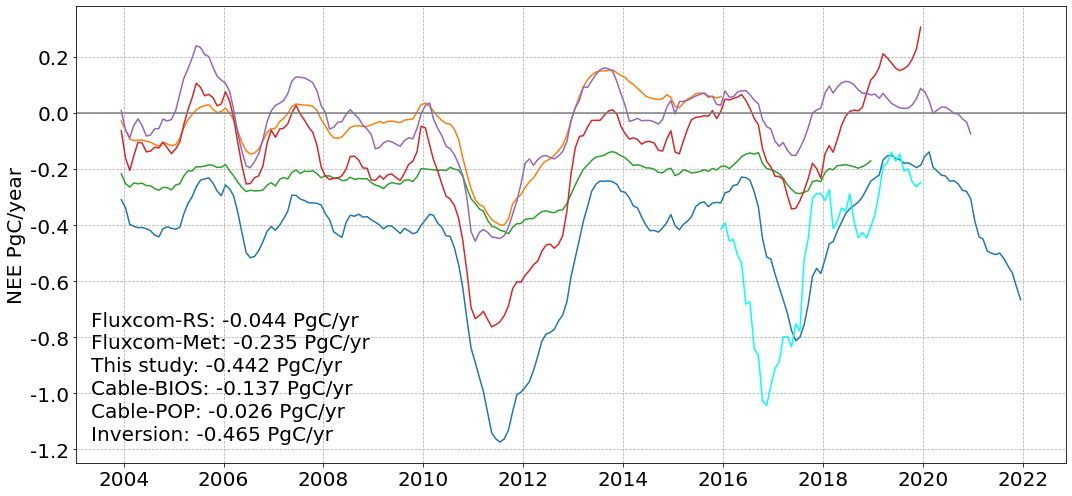 0.2
0.0
-0.2
-0.4
-0.6
-0.8
-1.0
-1.2
NEE PgC/year
Fluxcom-RS: -0.044 PgC/yr
Fluxcom-Met: -0.235 PgC/yr
This study: -0.442 PgC/yr
Cable-BIOS: -0.137 PgC/yr
Cable-POP: -0.026 PgC/yr
Inversion: -0.465 PgC/yr
2004 2006 2008 2010 2012 2014 2016 2018 2020 2022